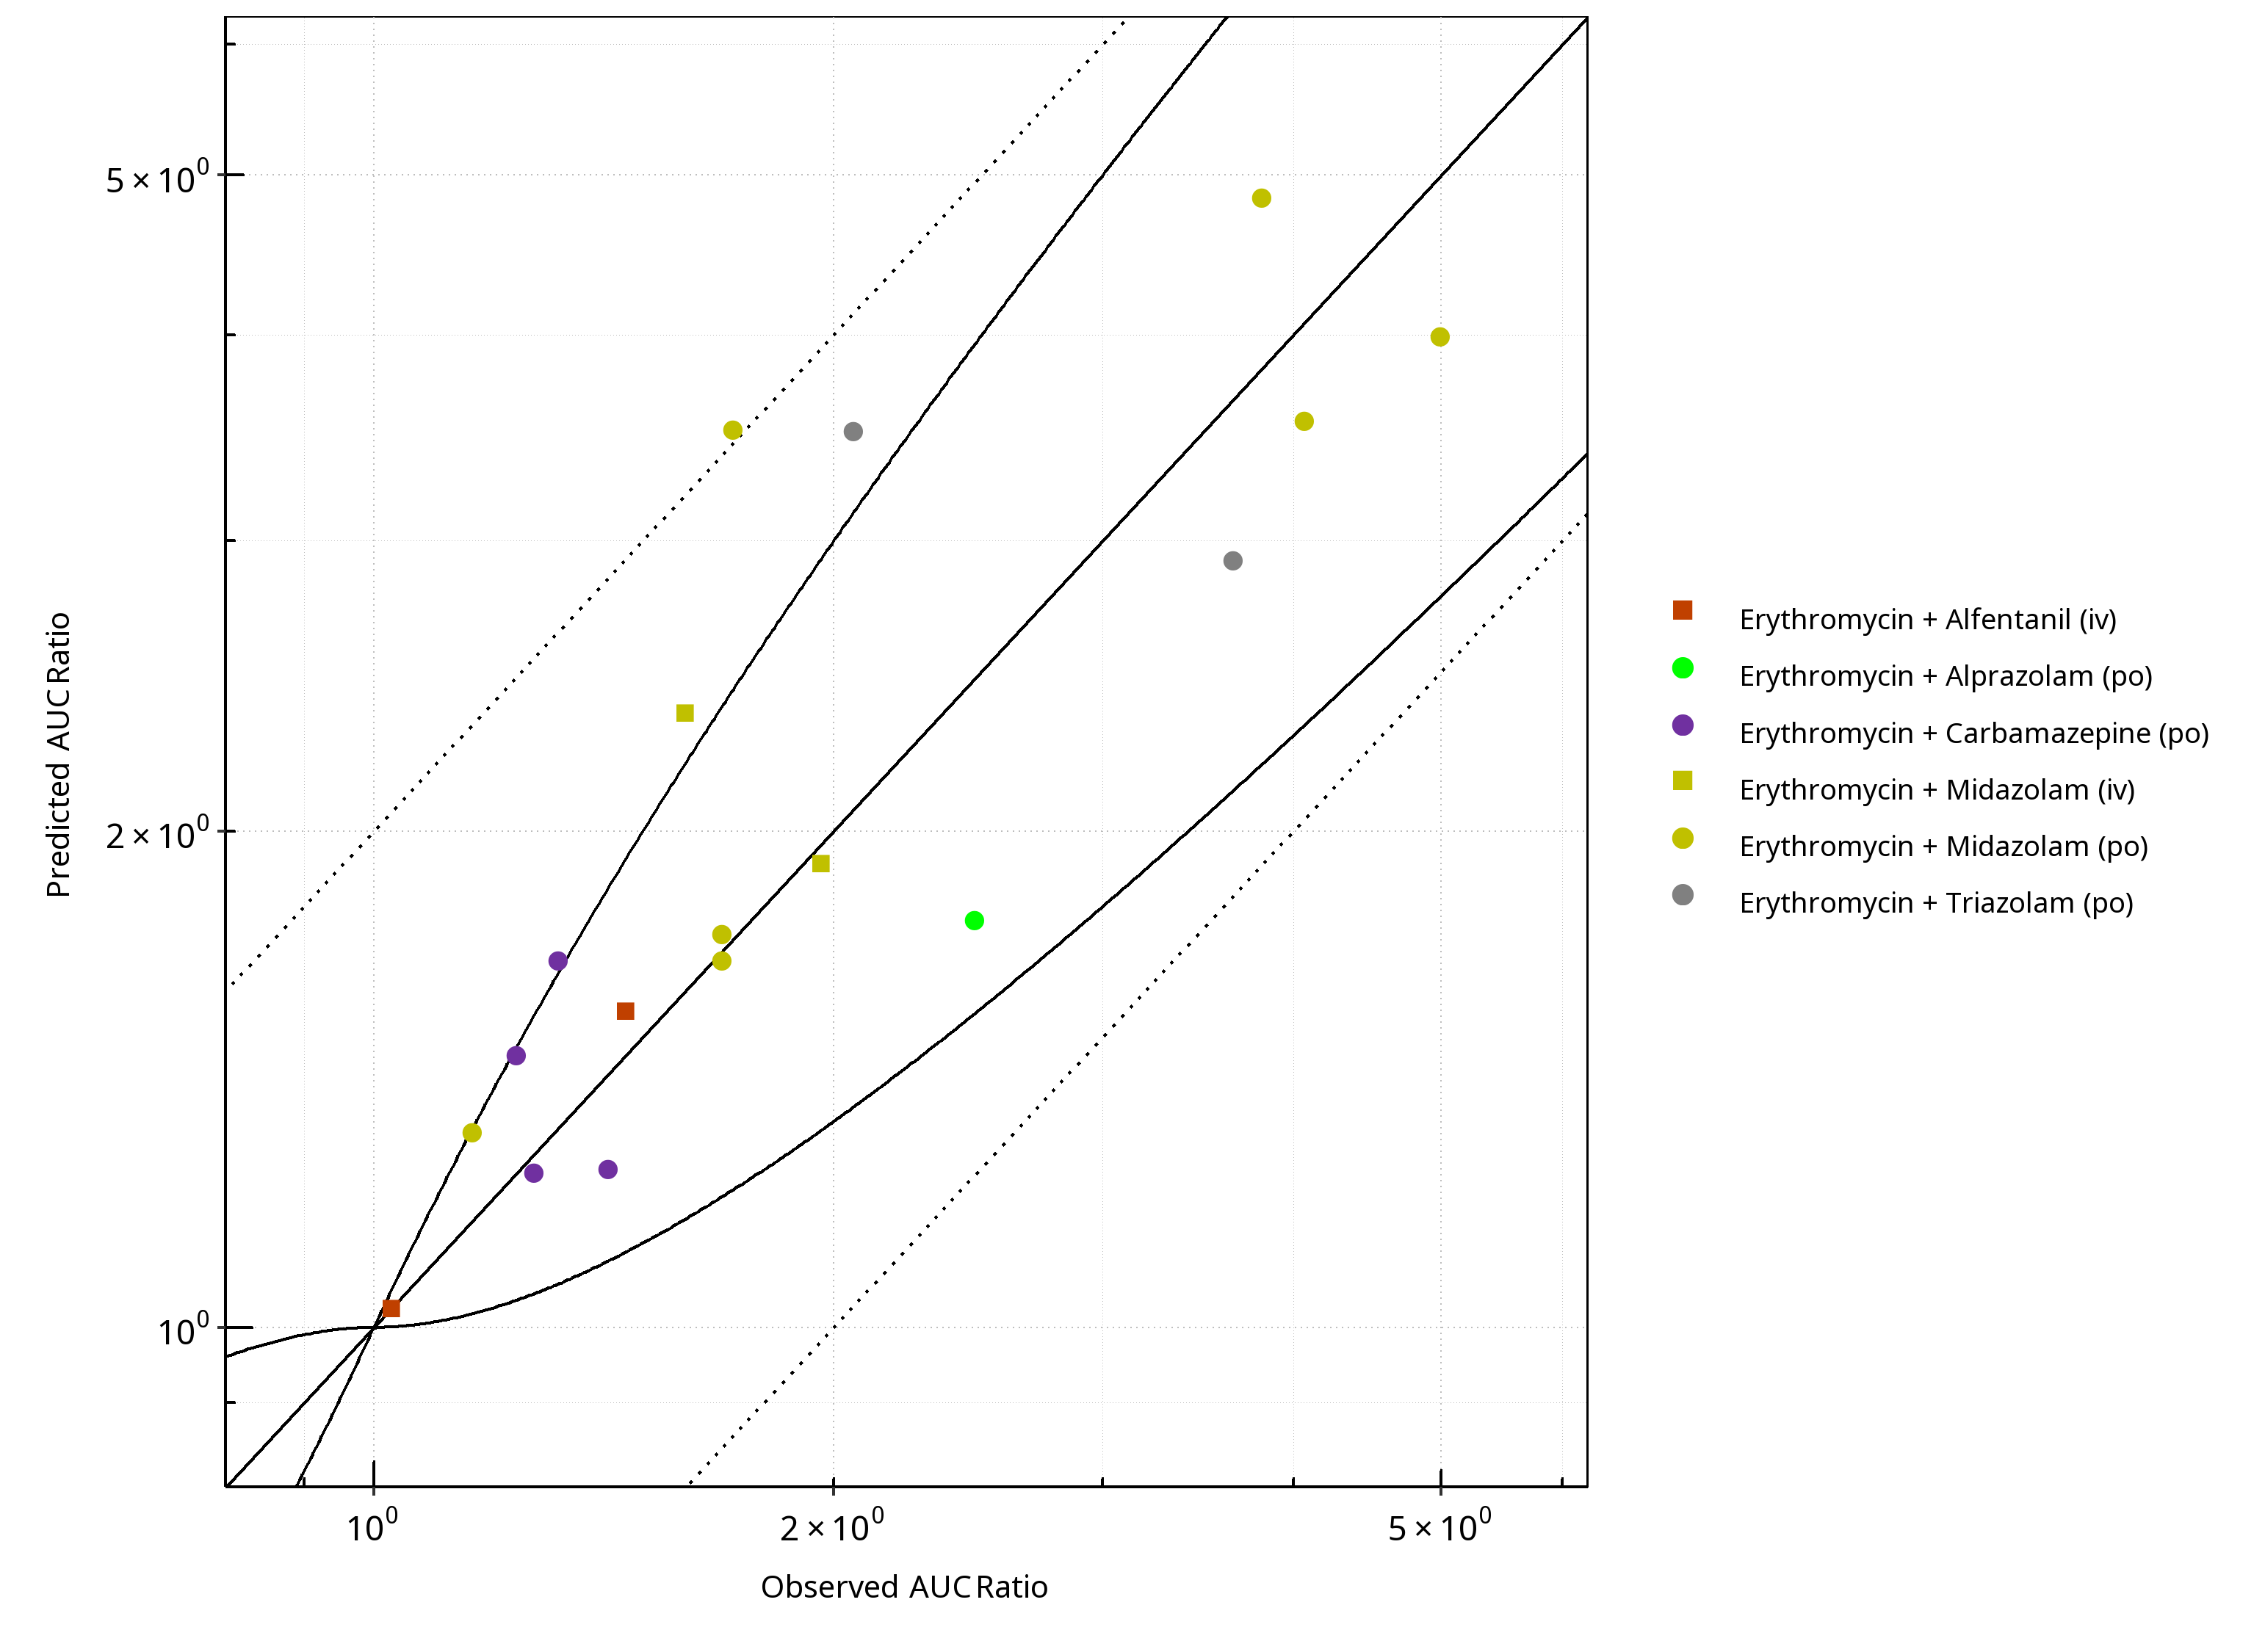 5 × 10⁰
2 × 10⁰
10⁰
Predicted AUC Ratio
10⁰
2 × 10⁰
5 × 10⁰
Observed AUC Ratio
Erythromycin + Alfentanil (iv)
Erythromycin + Alprazolam (po)
Erythromycin + Carbamazepine (po)
Erythromycin + Midazolam (iv)
Erythromycin + Midazolam (po)
Erythromycin + Triazolam (po)